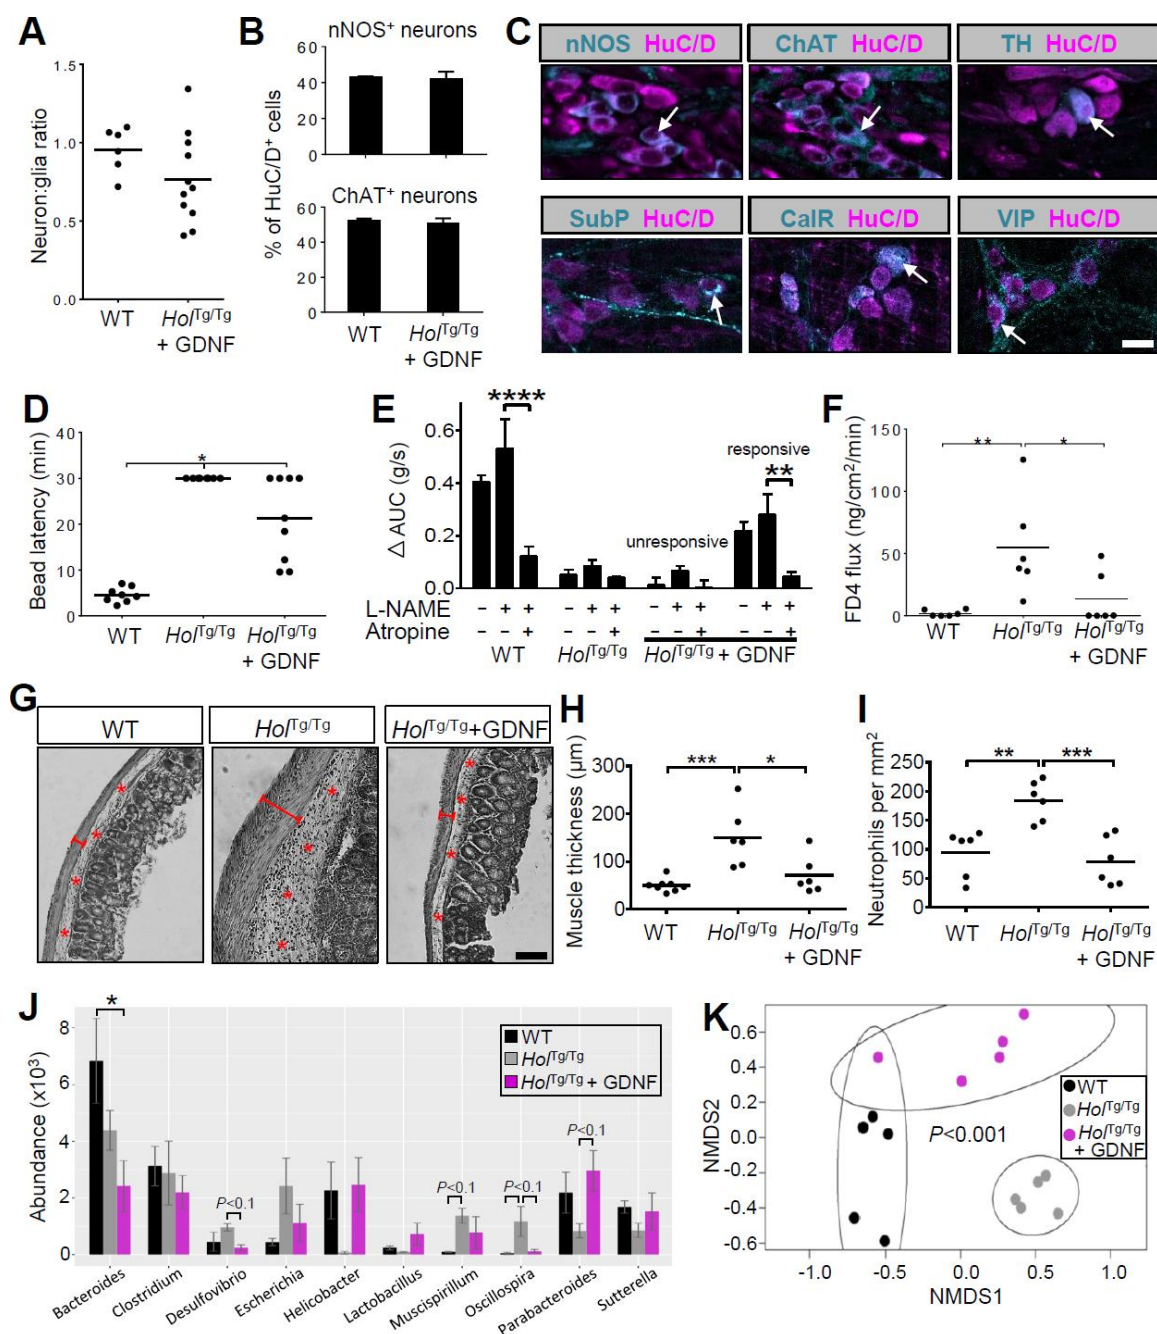 A
Neuron:glia ratio
1.5
1.0
0.5
0.0
WT
Hol^Tg/Tg
+ GDNF
B
nNOS⁺ neurons
% of HuC/D⁺ cells
60
40
20
0
ChAT⁺ neurons
60
40
20
0
WT
Hol^Tg/Tg
+ GDNF
C
nNOS HuC/D
ChAT HuC/D
TH HuC/D
SubP HuC/D
CalR HuC/D
VIP HuC/D
D
Bead latency (min)
40
30
20
10
0
*
WT
Hol^Tg/Tg
Hol^Tg/Tg
+ GDNF
E
Δ AUC (g/s)
0.6
0.4
0.2
0.0
****
unresponsive
responsive
**
L-NAME - + + - + + - + + - + +
Atropine - - + - - + - - + - - +
WT
Hol^Tg/Tg
Hol^Tg/Tg + GDNF
F
FD4 flux (ng/cm²/min)
150
100
50
0
**
*
WT
Hol^Tg/Tg
Hol^Tg/Tg
+ GDNF
G
WT
Hol^Tg/Tg
Hol^Tg/Tg+GDNF
H
Muscle thickness (μm)
300
200
100
0
***
*
WT
Hol^Tg/Tg
Hol^Tg/Tg
+ GDNF
I
Neutrophils per mm²
250
200
150
100
50
0
**
***
WT
Hol^Tg/Tg
Hol^Tg/Tg
+ GDNF
J
Abundance (x10³)
8
6
4
2
0
*
P<0.1
P<0.1
P<0.1
P<0.1
P<0.1
WT
Hol^Tg/Tg
Hol^Tg/Tg + GDNF
Bacteroides
Clostridium
Desulfovibrio
Escherichia
Helicobacter
Lactobacillus
Muscispirillum
Oscillospira
Parabacteroides
Sutterella
K
NMDS2
0.6
0.4
0.2
0.0
-0.2
-0.4
-0.6
P<0.001
WT
Hol^Tg/Tg
Hol^Tg/Tg
+ GDNF
-1.0
-0.5
0.0
0.5
1.0
NMDS1